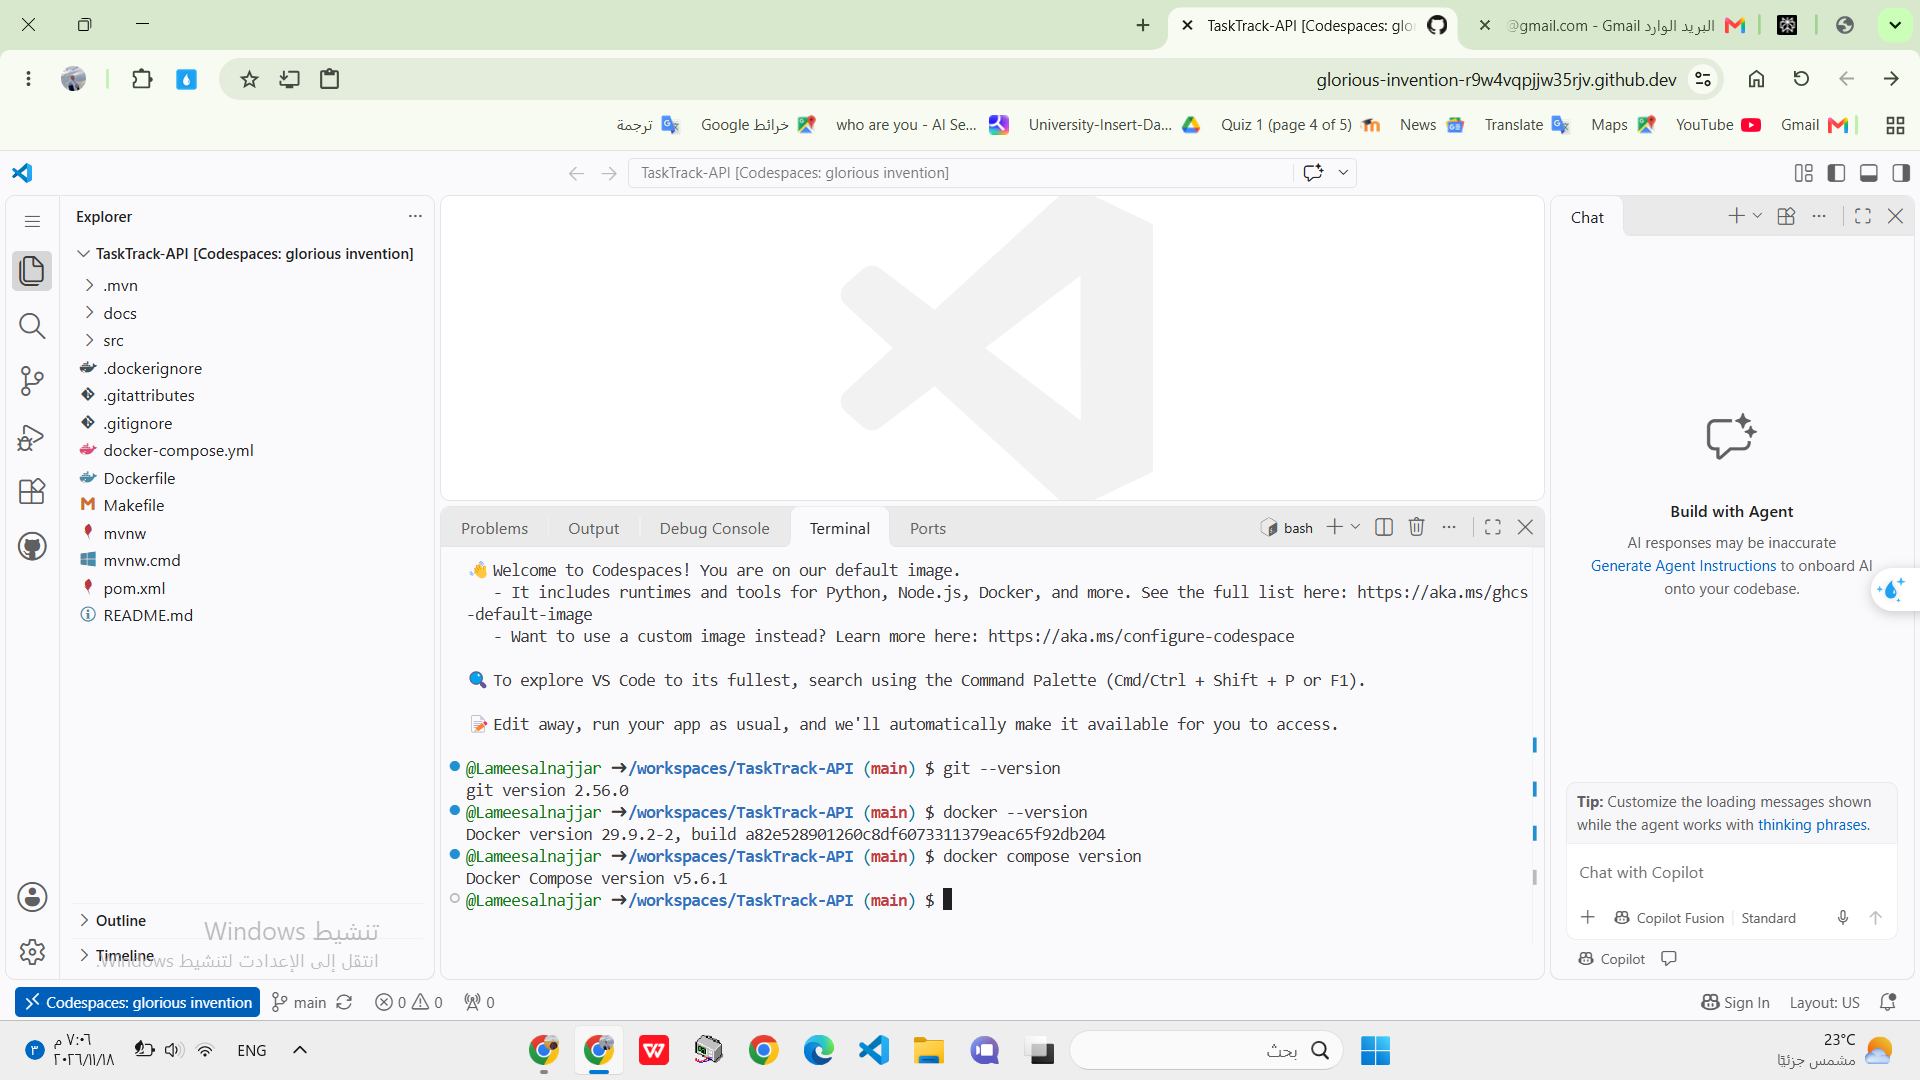 TaskTrack-API [Codespaces: glor
@gmail.com - Gmail البريد الوارد
glorious-invention-r9w4vqpjjw35rjv.github.dev
ترجمة
خرائط Google
who are you - AI Se...
University-Insert-Da...
Quiz 1 (page 4 of 5)
News
Translate
Maps
YouTube
Gmail
TaskTrack-API [Codespaces: glorious invention]
Explorer
TaskTrack-API [Codespaces: glorious invention]
.mvn
docs
src
.dockerignore
.gitattributes
.gitignore
docker-compose.yml
Dockerfile
Makefile
mvnw
mvnw.cmd
pom.xml
README.md
Outline
Timeline
Problems
Output
Debug Console
Terminal
Ports
bash
👋 Welcome to Codespaces! You are on our default image.
- It includes runtimes and tools for Python, Node.js, Docker, and more. See the full list here: https://aka.ms/ghcs
-default-image
- Want to use a custom image instead? Learn more here: https://aka.ms/configure-codespace
🔍 To explore VS Code to its fullest, search using the Command Palette (Cmd/Ctrl + Shift + P or F1).
📝 Edit away, run your app as usual, and we'll automatically make it available for you to access.
@Lameesalnajjar ➜/workspaces/TaskTrack-API (main) $ git --version
git version 2.56.0
@Lameesalnajjar ➜/workspaces/TaskTrack-API (main) $ docker --version
Docker version 29.9.2-2, build a82e528901260c8df6073311379eac65f92db204
@Lameesalnajjar ➜/workspaces/TaskTrack-API (main) $ docker compose version
Docker Compose version v5.6.1
@Lameesalnajjar ➜/workspaces/TaskTrack-API (main) $
Chat
Build with Agent
AI responses may be inaccurate
Generate Agent Instructions to onboard AI
onto your codebase.
Tip: Customize the loading messages shown
while the agent works with thinking phrases.
Chat with Copilot
Copilot Fusion
Standard
Copilot
تنشيط Windows
انتقل إلى الإعدادت لتنشيط Windows.
Codespaces: glorious invention
main
0
0
0
Sign In
Layout: US
٣
٧:٠٦ م
٢٠٢٦/١١/١٨
ENG
بحث
23°C
مشمس جزئيًا